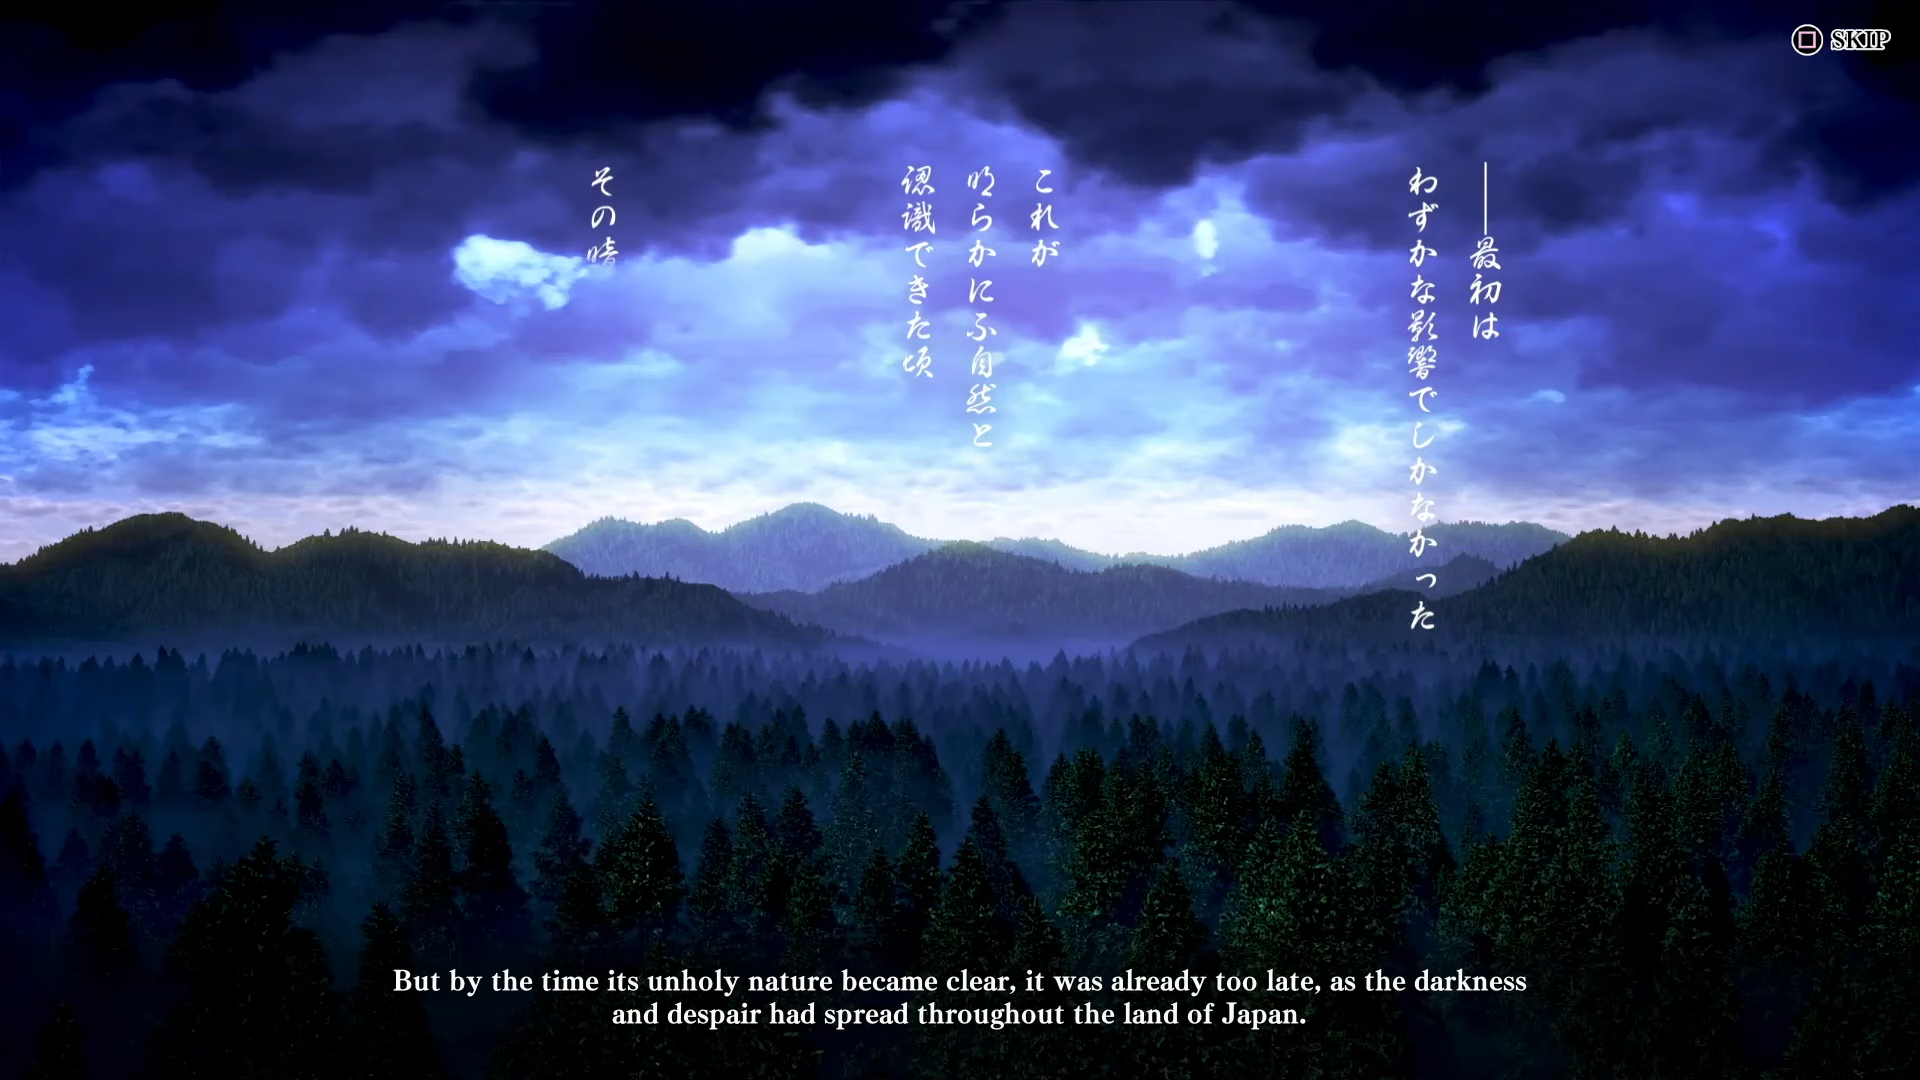 SKIP
――最初は
わずかな影響でしかなかった
これが
明らかに不自然と
認識できた頃
その暗
But by the time its unholy nature became clear, it was already too late, as the darkness
and despair had spread throughout the land of Japan.